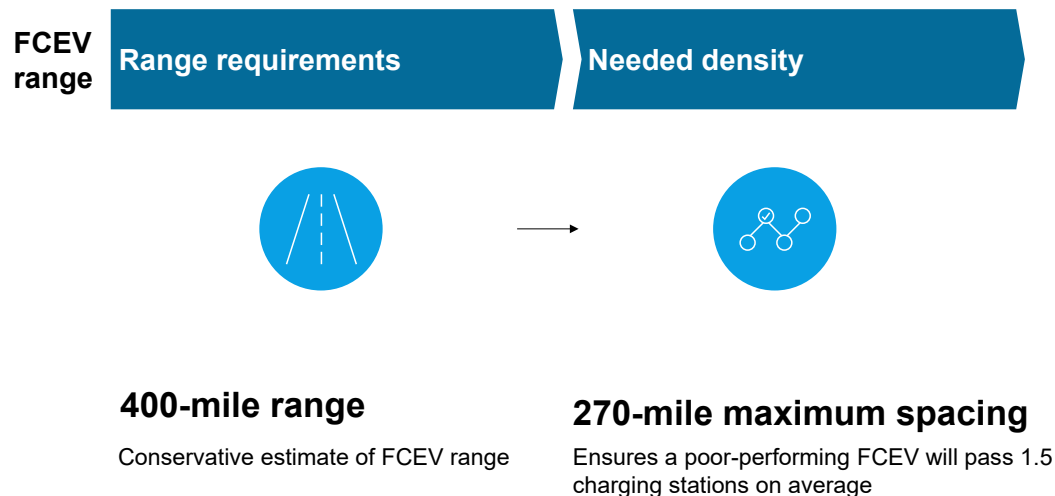 FCEV
range
Range requirements
Needed density
400-mile range
Conservative estimate of FCEV range
270-mile maximum spacing
Ensures a poor-performing FCEV will pass 1.5
charging stations on average